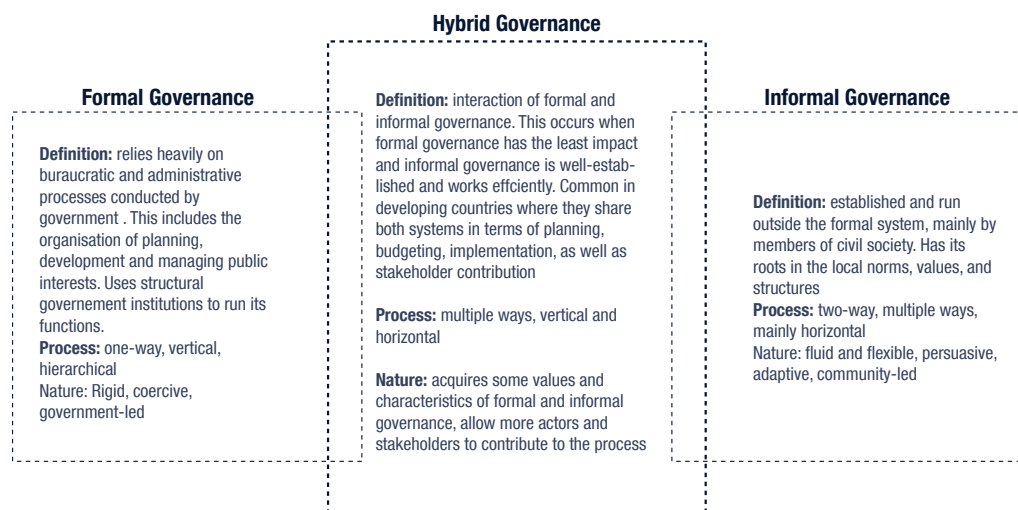 Hybrid Governance
Formal Governance
Definition: relies heavily on
buraucratic and administrative
processes conducted by
government . This includes the
organisation of planning,
development and managing public
interests. Uses structural
governement institutions to run its
functions.
Process: one-way, vertical,
hierarchical
Nature: Rigid, coercive,
government-led
Definition: interaction of formal and
informal governance. This occurs when
formal governance has the least impact
and informal governance is well-estab-
lished and works effciently. Common in
developing countries where they share
both systems in terms of planning,
budgeting, implementation, as well as
stakeholder contribution
Process: multiple ways, vertical and
horizontal
Nature: acquires some values and
characteristics of formal and informal
governance, allow more actors and
stakeholders to contribute to the process
Informal Governance
Definition: established and run
outside the formal system, mainly by
members of civil society. Has its
roots in the local norms, values, and
structures
Process: two-way, multiple ways,
mainly horizontal
Nature: fluid and flexible, persuasive,
adaptive, community-led